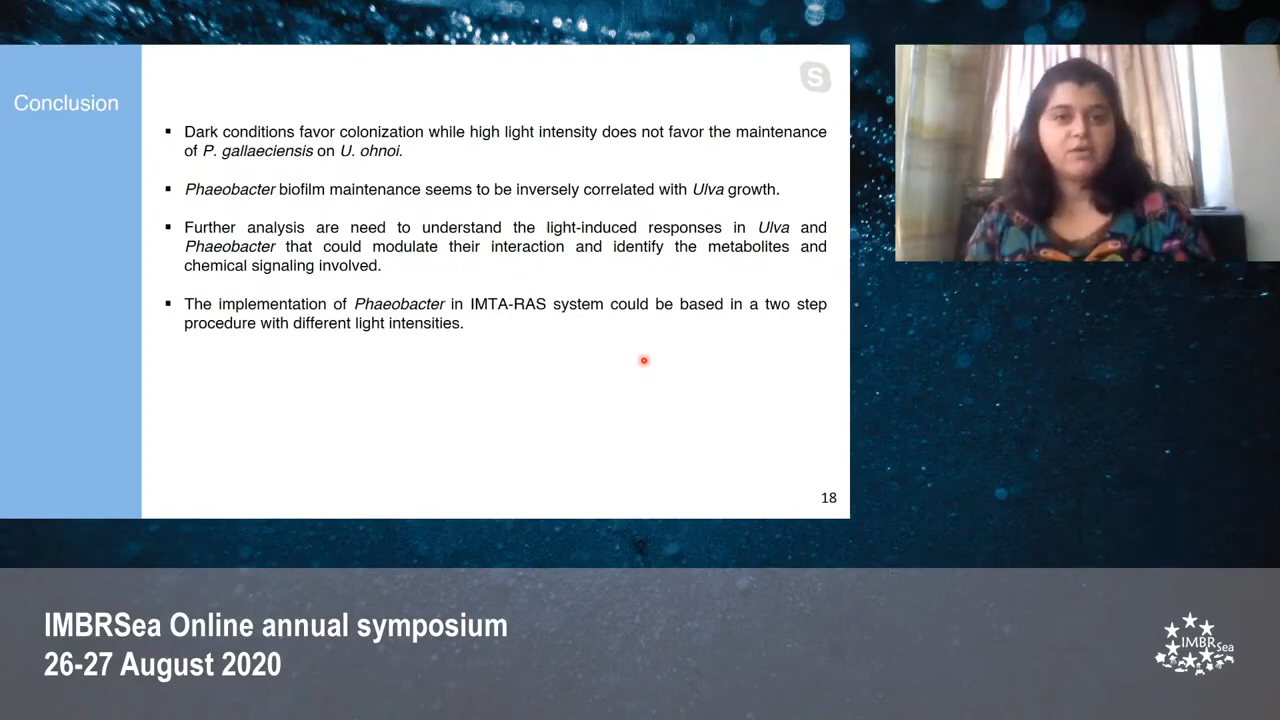 Conclusion
S
▪ Dark conditions favor colonization while high light intensity does not favor the maintenance
of P. gallaeciensis on U. ohnoi.
▪ Phaeobacter biofilm maintenance seems to be inversely correlated with Ulva growth.
▪ Further analysis are need to understand the light-induced responses in Ulva and
Phaeobacter that could modulate their interaction and identify the metabolites and
chemical signaling involved.
▪ The implementation of Phaeobacter in IMTA-RAS system could be based in a two step
procedure with different light intensities.
18
IMBRSea Online annual symposium
26-27 August 2020
IMBRSea